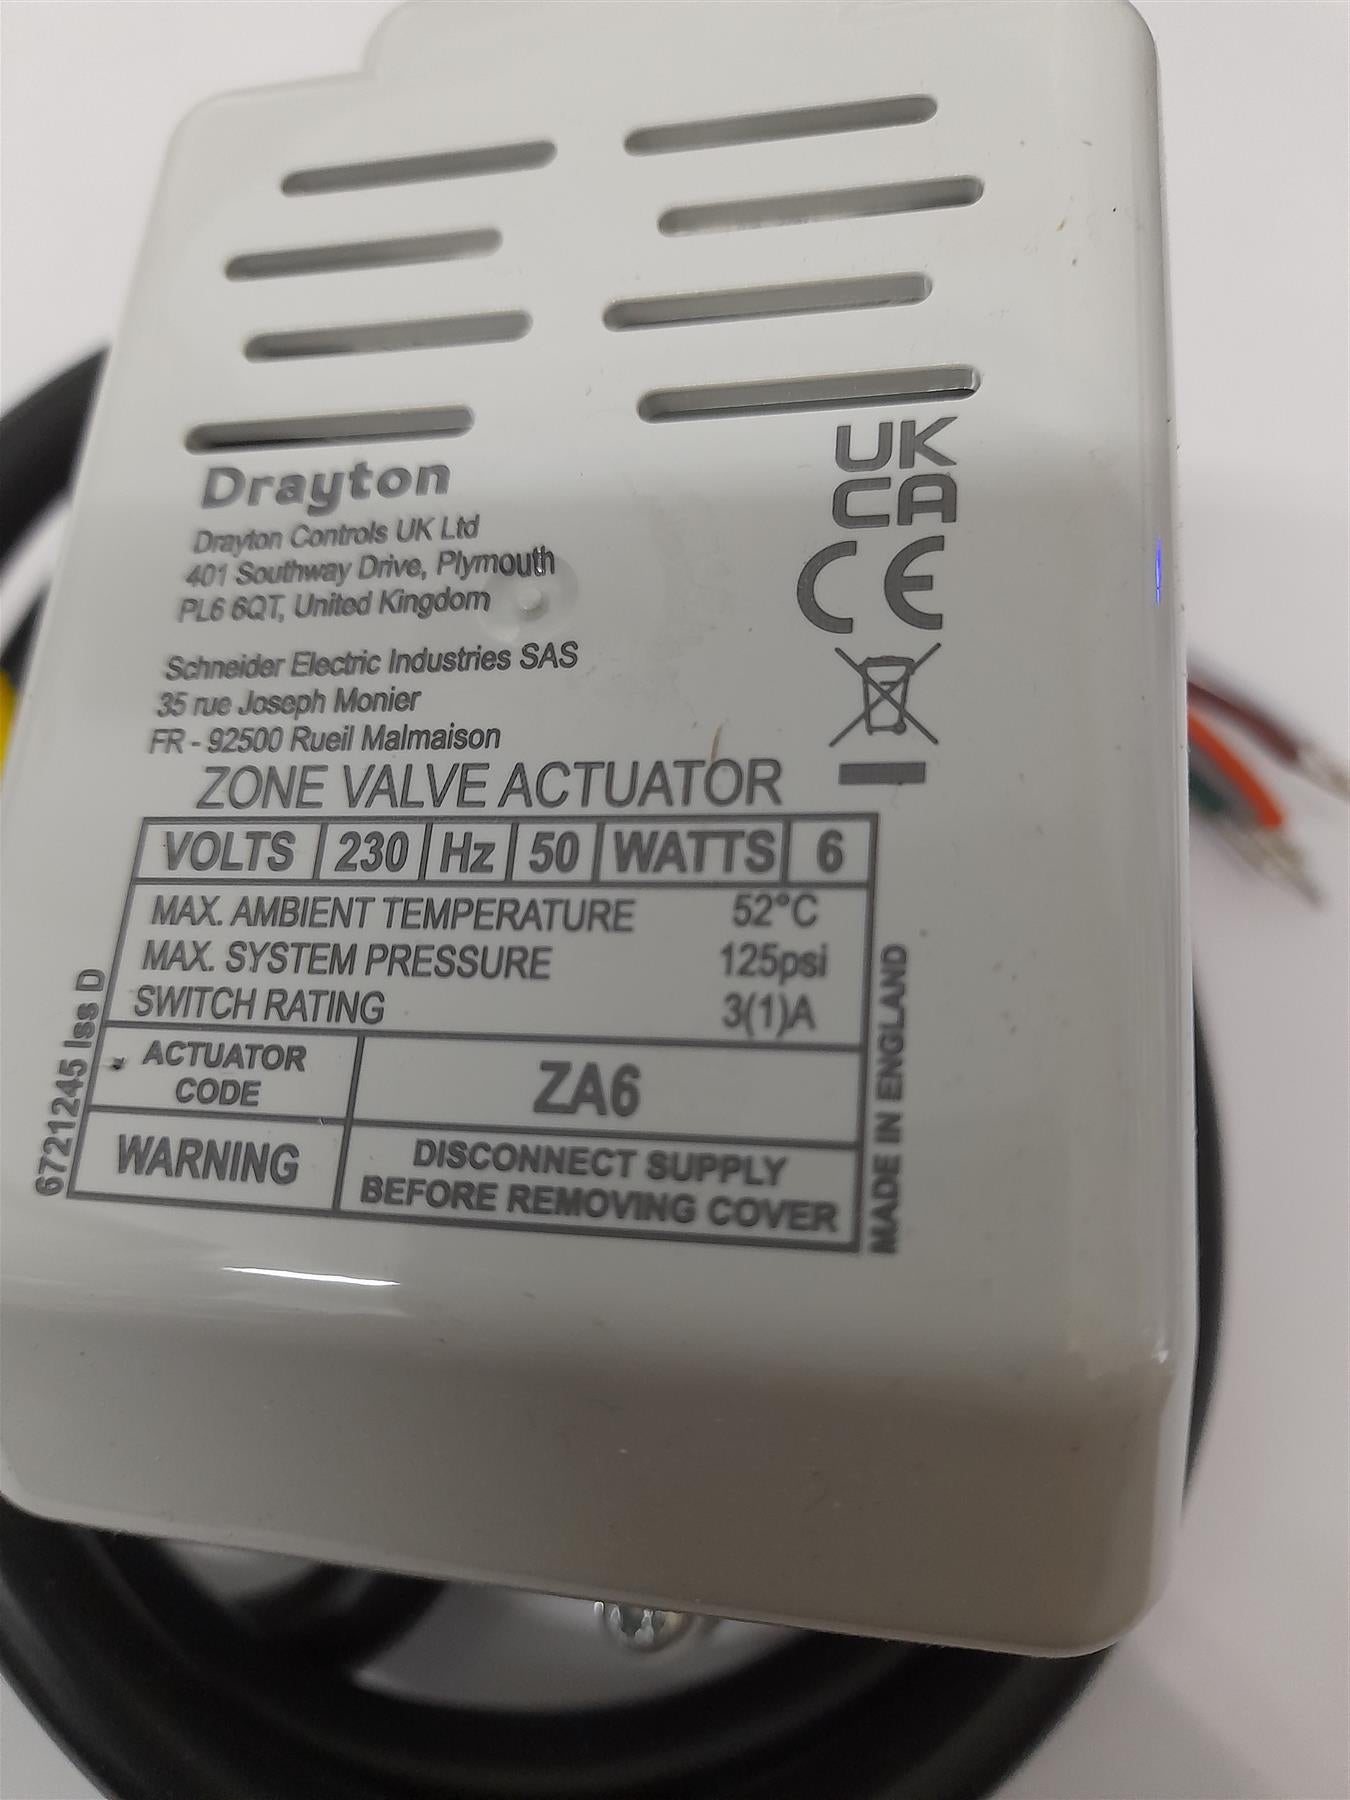 Drayton
Drayton Controls UK Ltd
401 Southway Drive, Plymouth
PL6 6QT, United Kingdom
Schneider Electric Industries SAS
35 rue Joseph Monier
FR - 92500 Rueil Malmaison
UK
CA
CE
ZONE VALVE ACTUATOR
VOLTS 230 Hz 50 WATTS 6
MAX. AMBIENT TEMPERATURE 52°C
MAX. SYSTEM PRESSURE 125psi
SWITCH RATING 3(1)A
ACTUATOR
CODE
ZA6
WARNING
DISCONNECT SUPPLY
BEFORE REMOVING COVER
6721245 Iss D
MADE IN ENGLAND